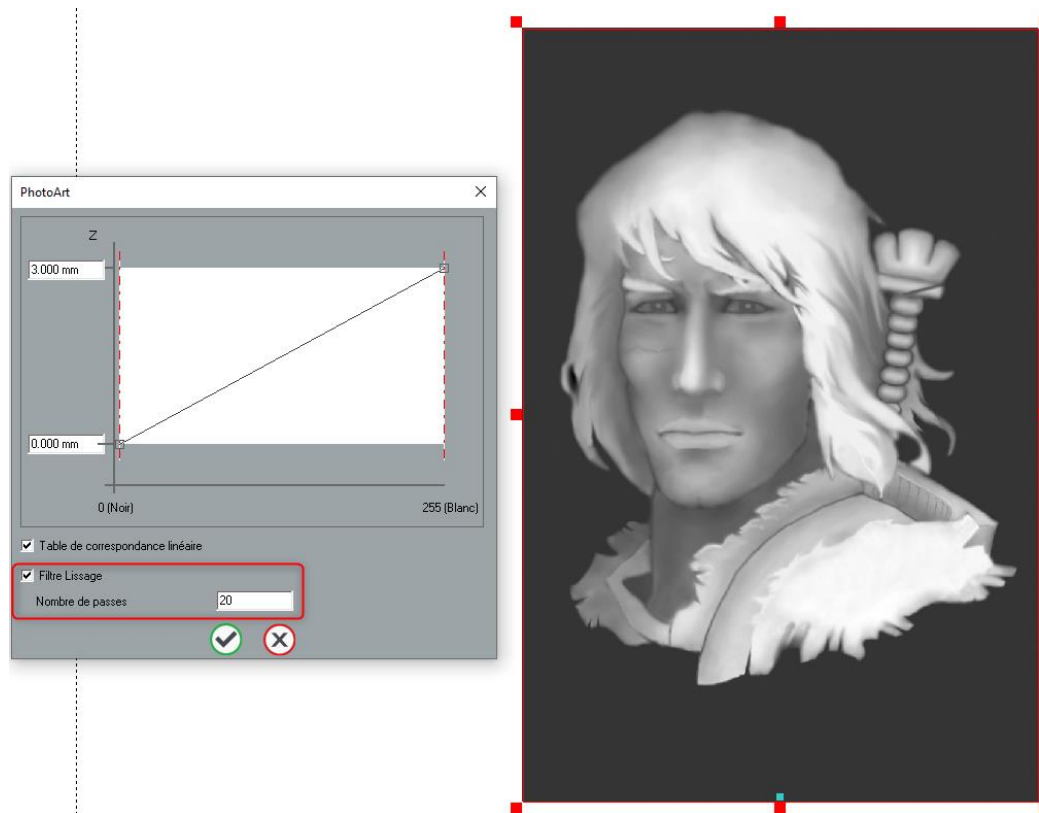 PhotoArt
Z
3.000 mm
0.000 mm
0 (Noir)
255 (Blanc)
Table de correspondance linéaire
Filtre Lissage
Nombre de passes
20